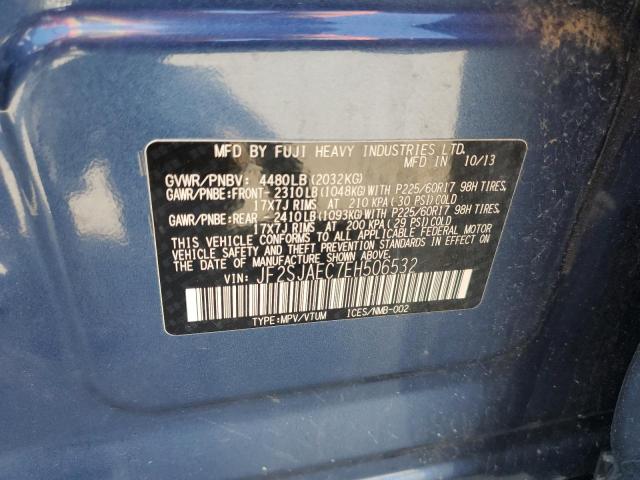 MFD BY FUJI HEAVY INDUSTRIES LTD.
MFD IN 10/13
GVWR/PNBV: 4480LB (2032KG)
GAWR/PNBE:FRONT- 2310LB (1048KG) WITH P225/60R17 98H TIRES,
17X7J RIMS AT 210 KPA (30 PSI) COLD
GAWR/PNBE:REAR - 2410LB (1093KG) WITH P225/60R17 98H TIRES,
17X7J RIMS AT 200 KPA (29 PSI) COLD
THIS VEHICLE CONFORMS TO ALL APPLICABLE FEDERAL MOTOR
VEHICLE SAFETY AND THEFT PREVENTION STANDARDS IN EFFECT
ON THE DATE OF MANUFACTURE SHOWN ABOVE.
VIN: JF2SJAEC7EH506532
TYPE:MPV/VTUM ICES/NMB-002